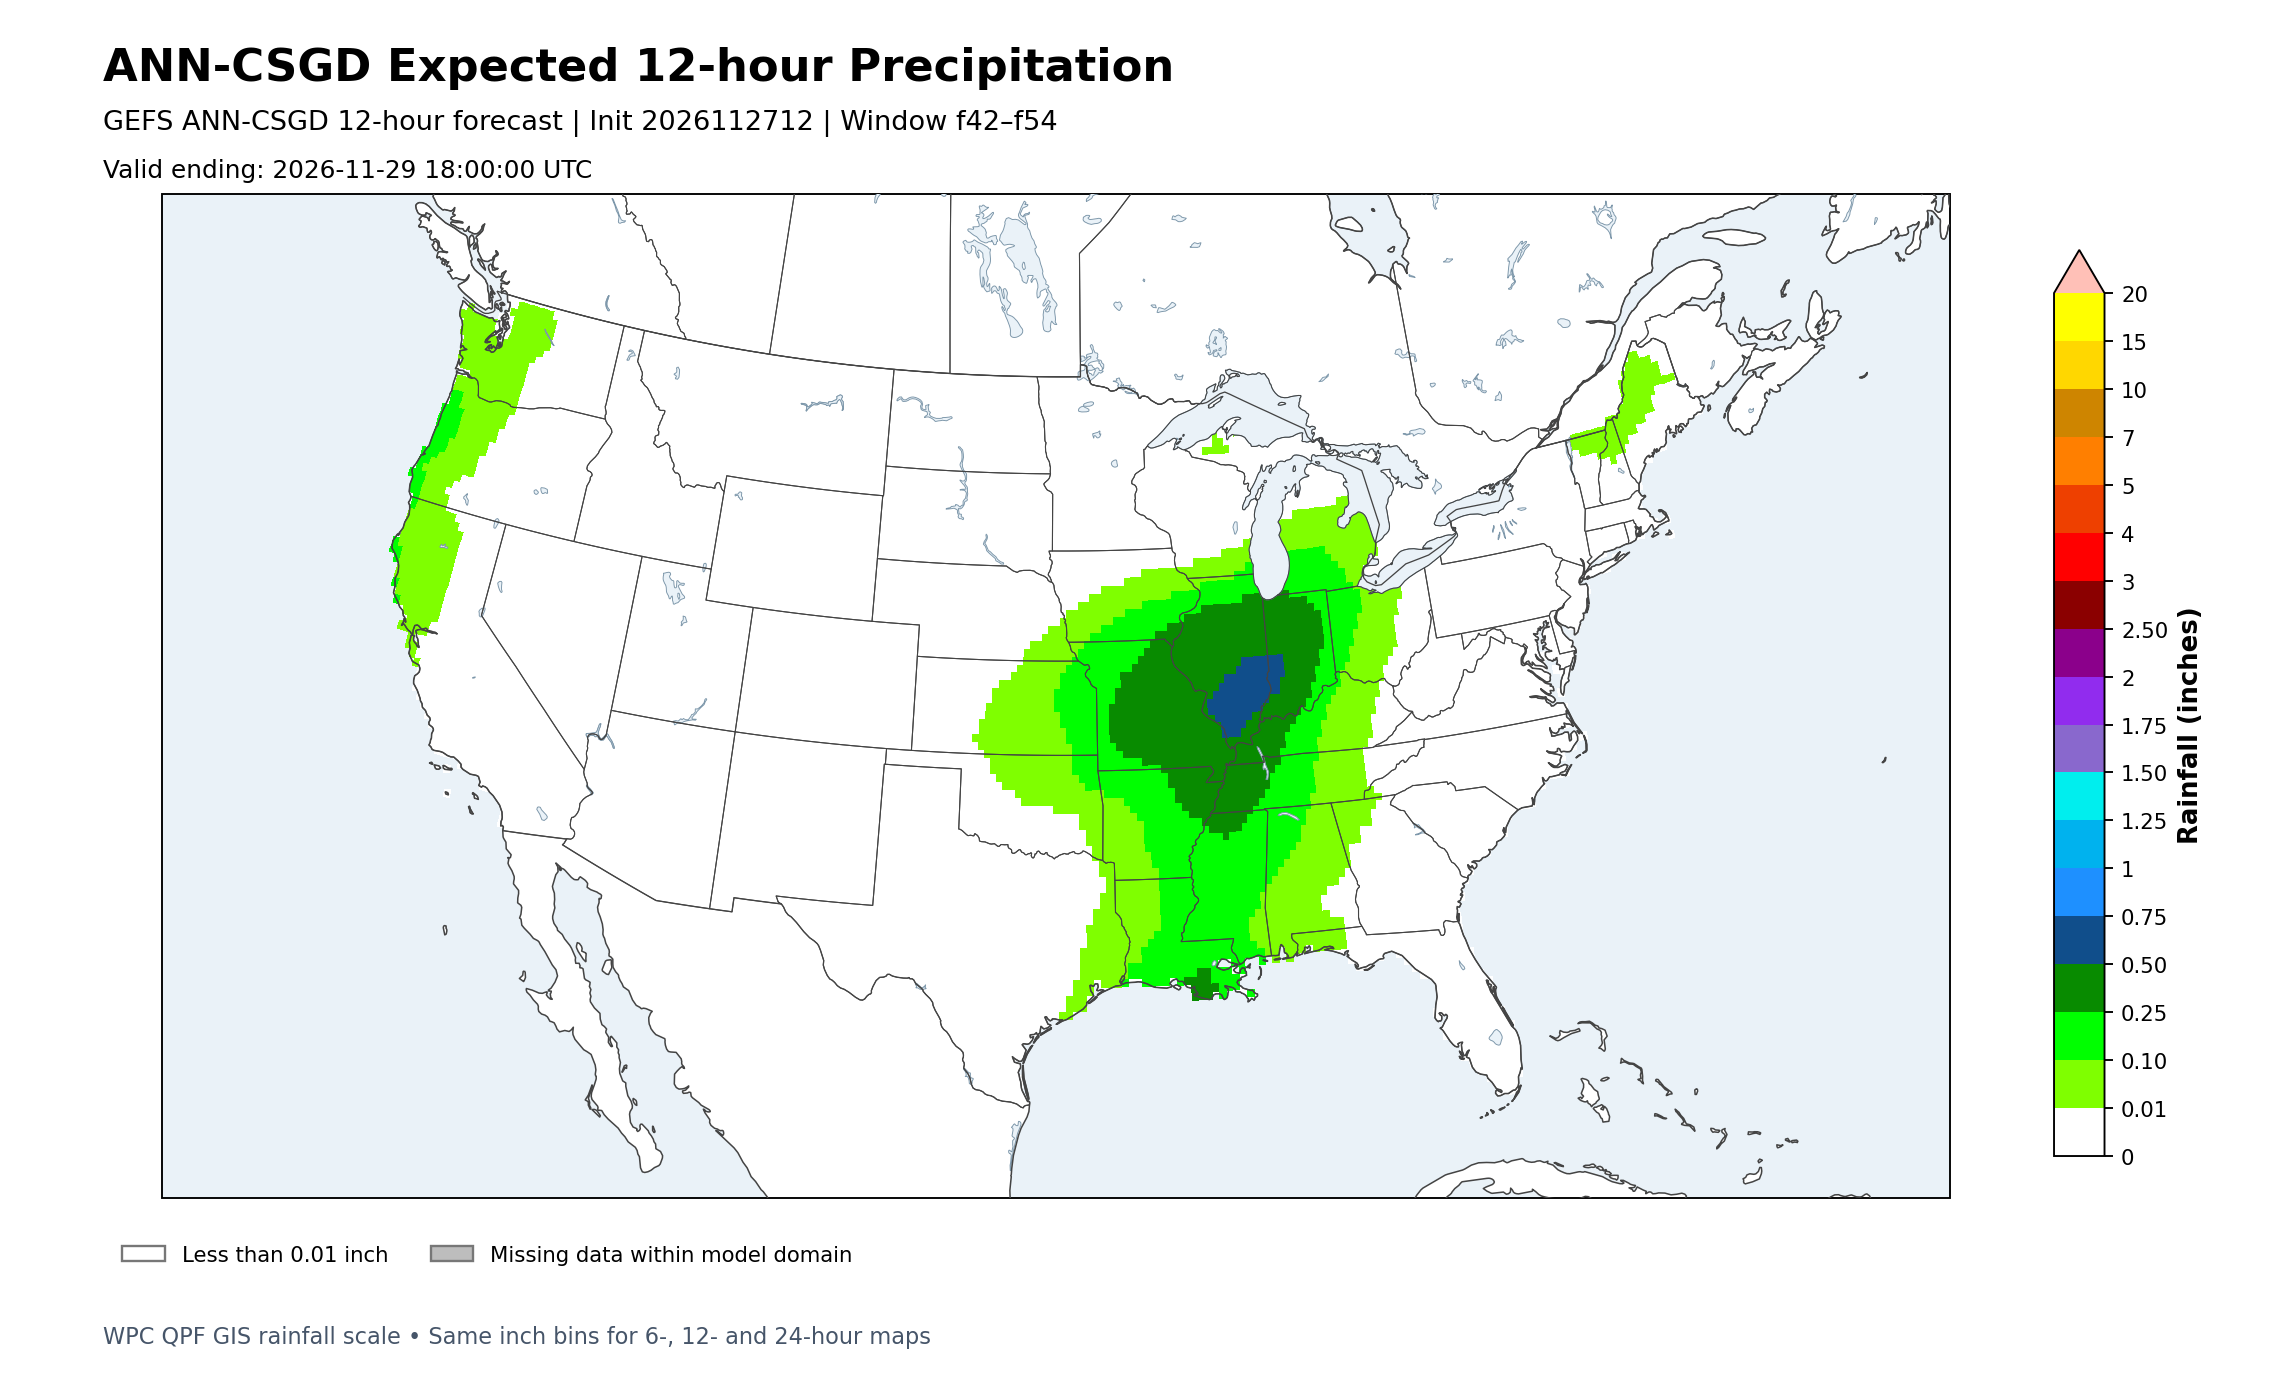 ANN-CSGD Expected 12-hour Precipitation
GEFS ANN-CSGD 12-hour forecast | Init 2026112712 | Window f42–f54
Valid ending: 2026-11-29 18:00:00 UTC
20
15
10
7
5
4
3
2.50
2
1.75
1.50
1.25
1
0.75
0.50
0.25
0.10
0.01
0
Rainfall (inches)
Less than 0.01 inch
Missing data within model domain
WPC QPF GIS rainfall scale • Same inch bins for 6-, 12- and 24-hour maps